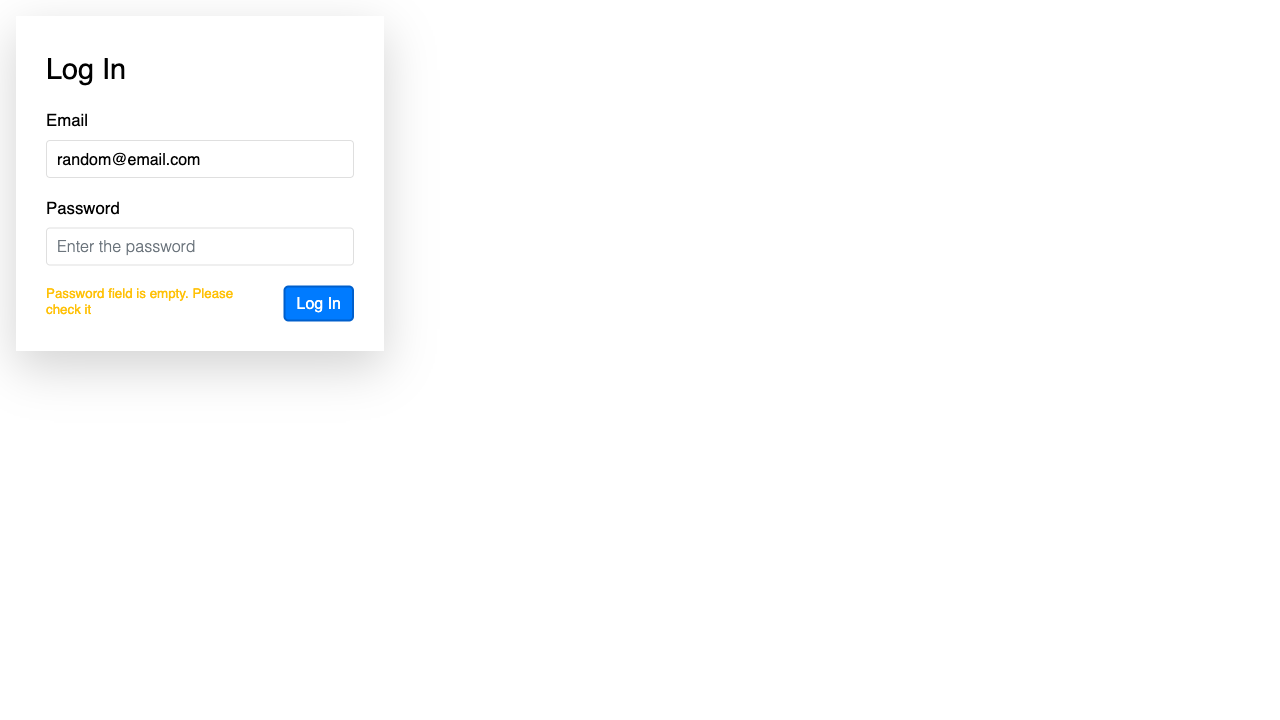 Log In
Email
random@email.com
Password
Enter the password
Password field is empty. Please
check it
Log In